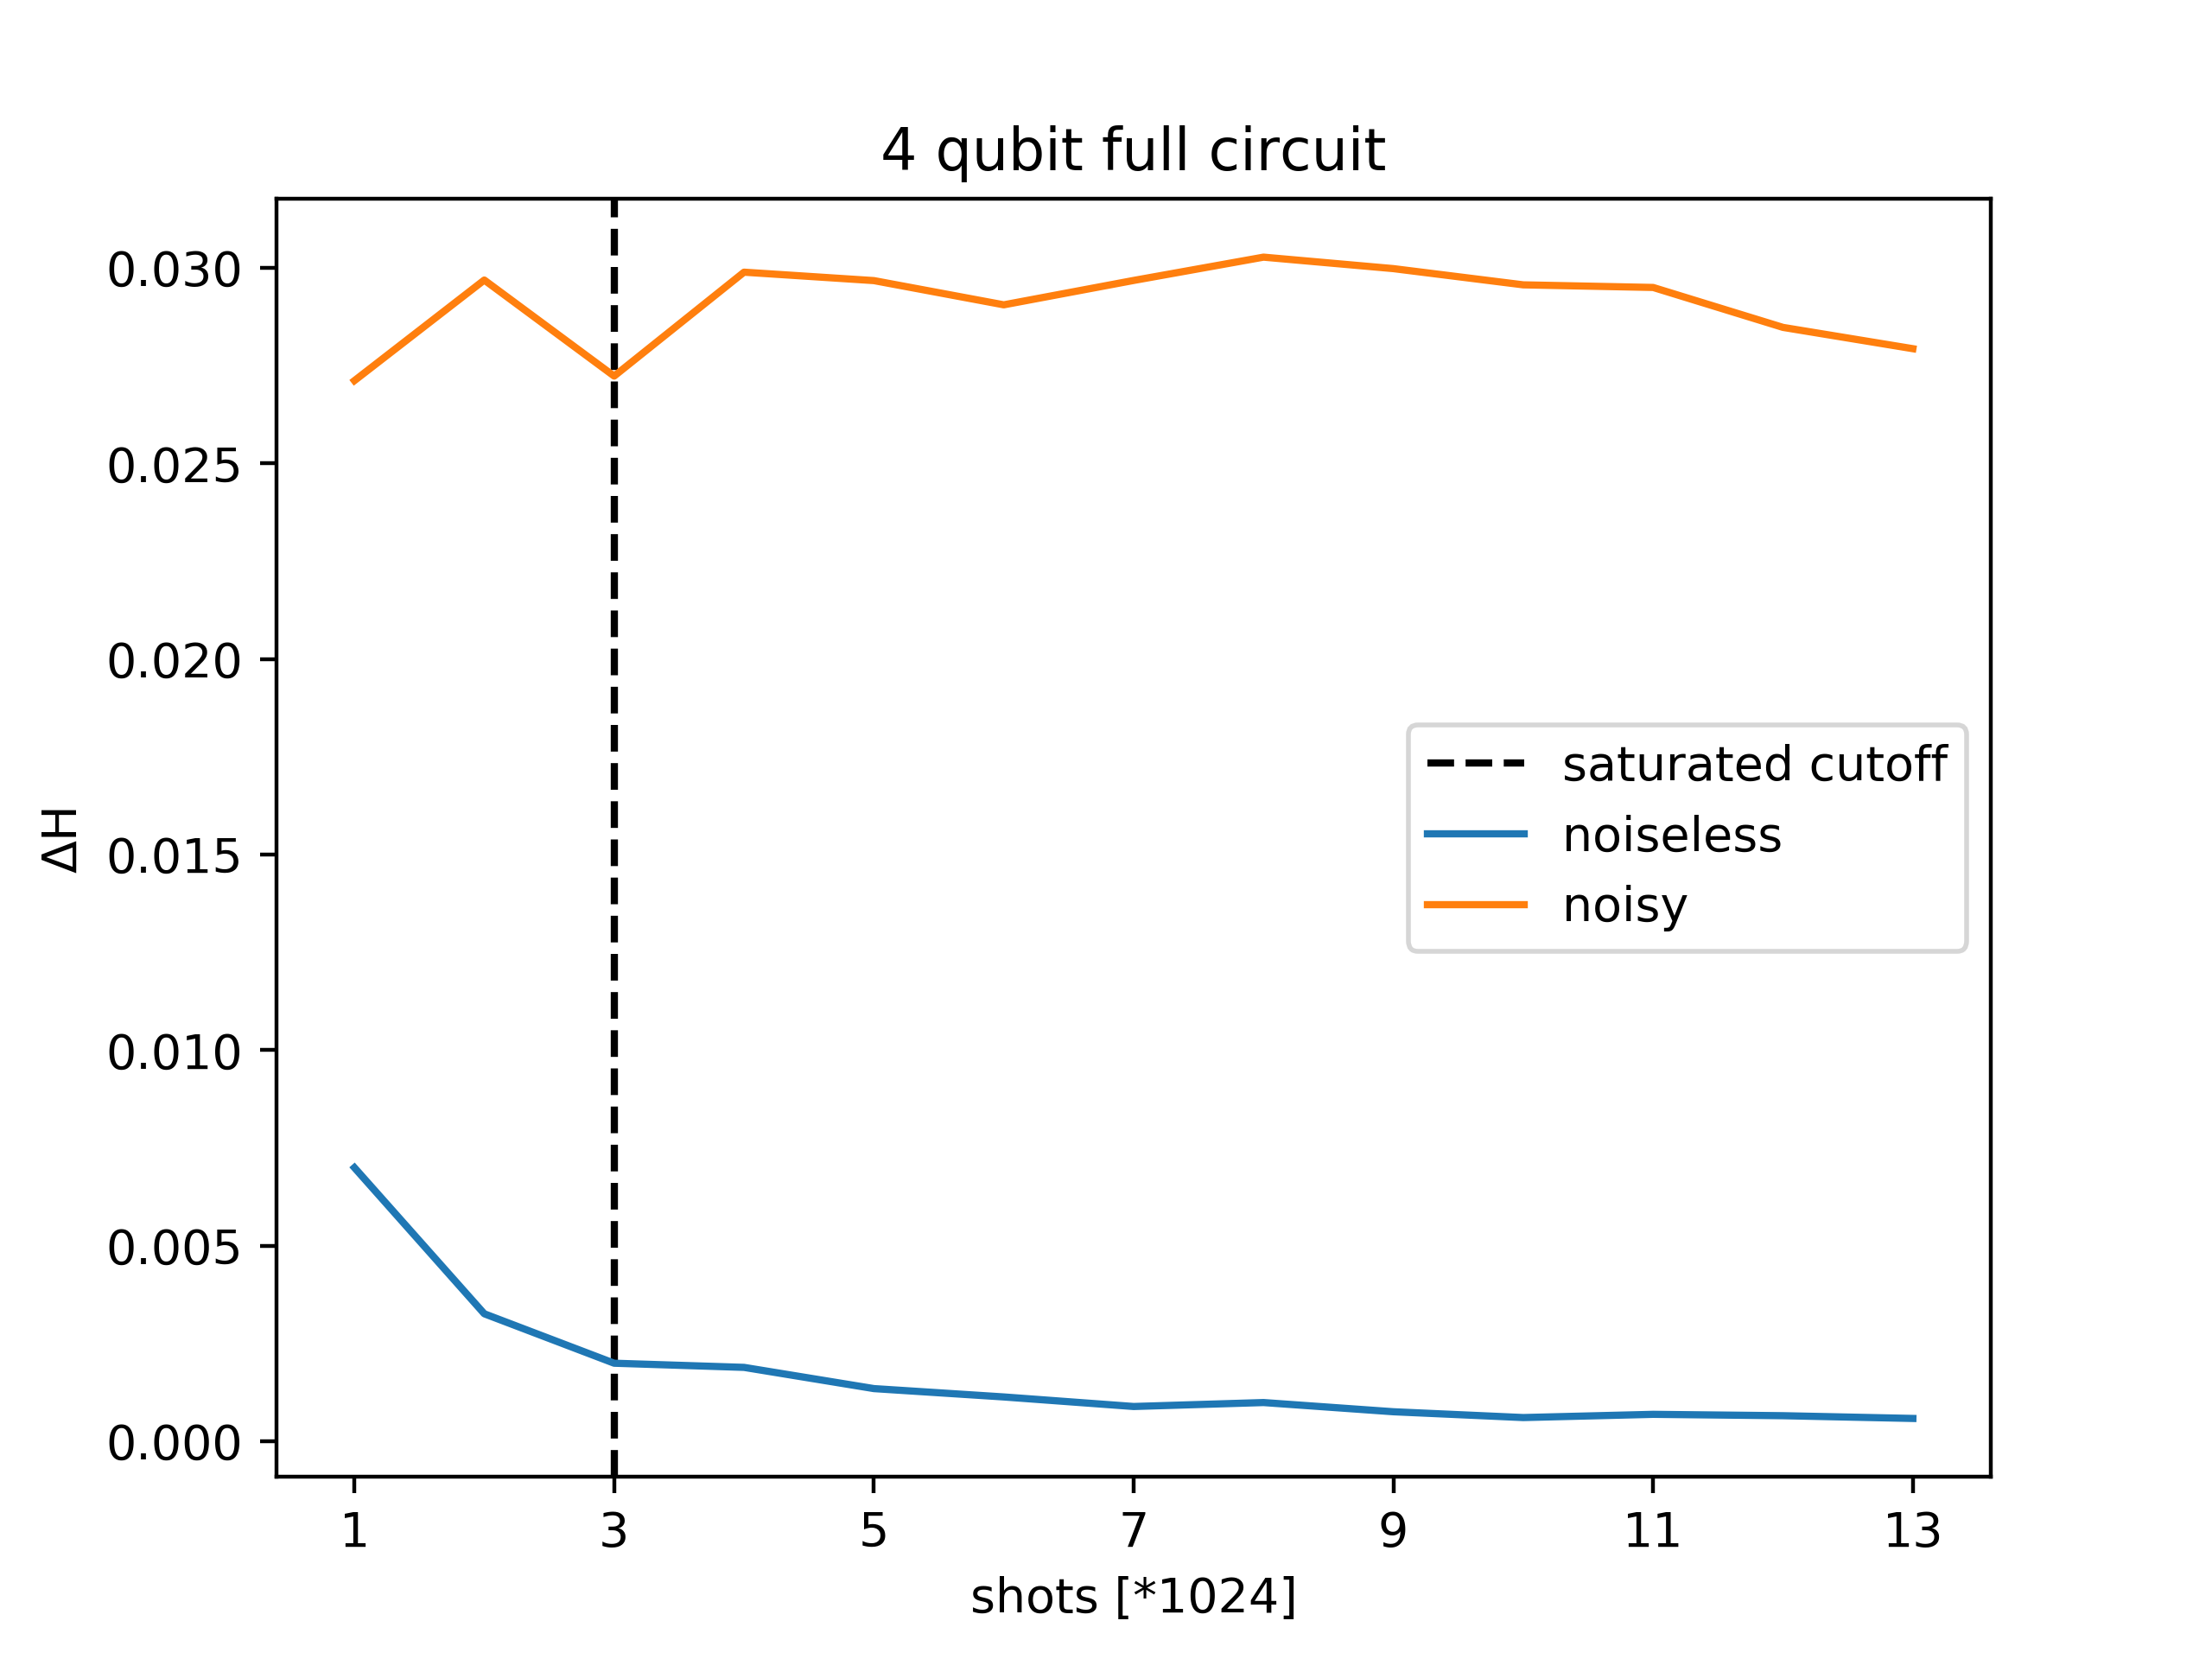 4 qubit full circuit
0.030
0.025
0.020
0.015
0.010
0.005
0.000
ΔH
saturated cutoff
noiseless
noisy
1 3 5 7 9 11 13
shots [*1024]